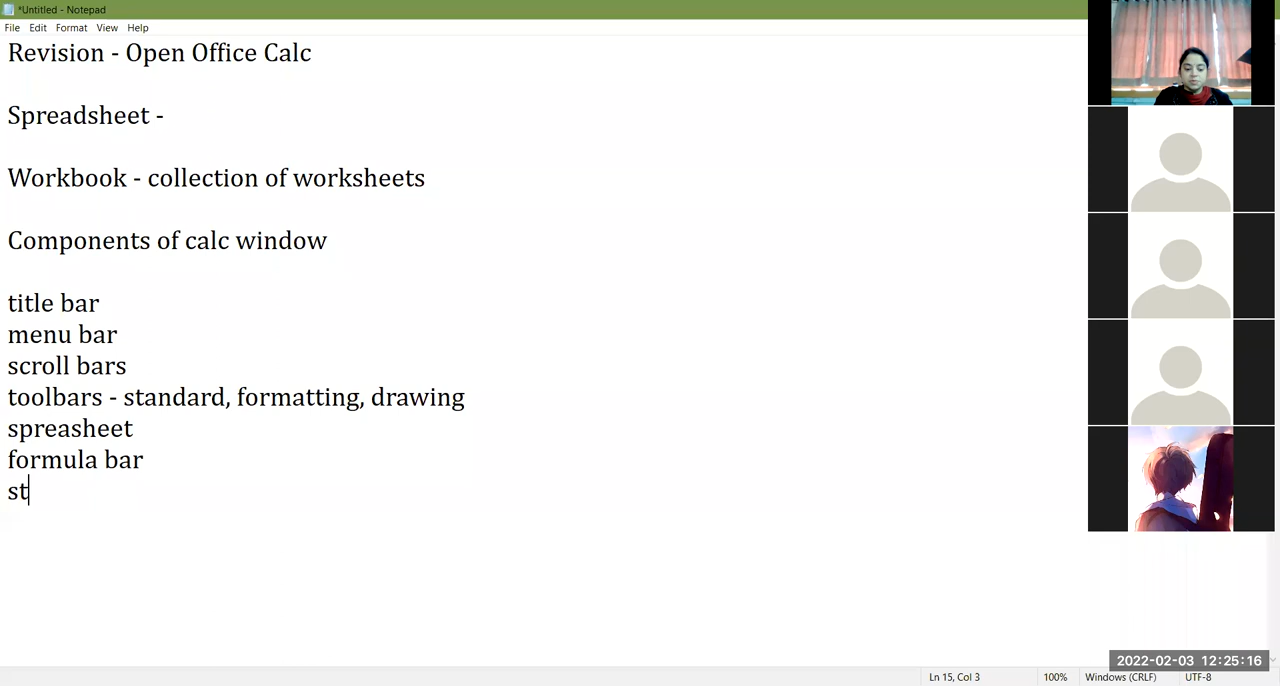 *Untitled - Notepad
File Edit Format View Help
Revision - Open Office Calc
Spreadsheet -
Workbook - collection of worksheets
Components of calc window
title bar
menu bar
scroll bars
toolbars - standard, formatting, drawing
spreasheet
formula bar
st
2022-02-03 12:25:16
Ln 15, Col 3 100% Windows (CRLF) UTF-8